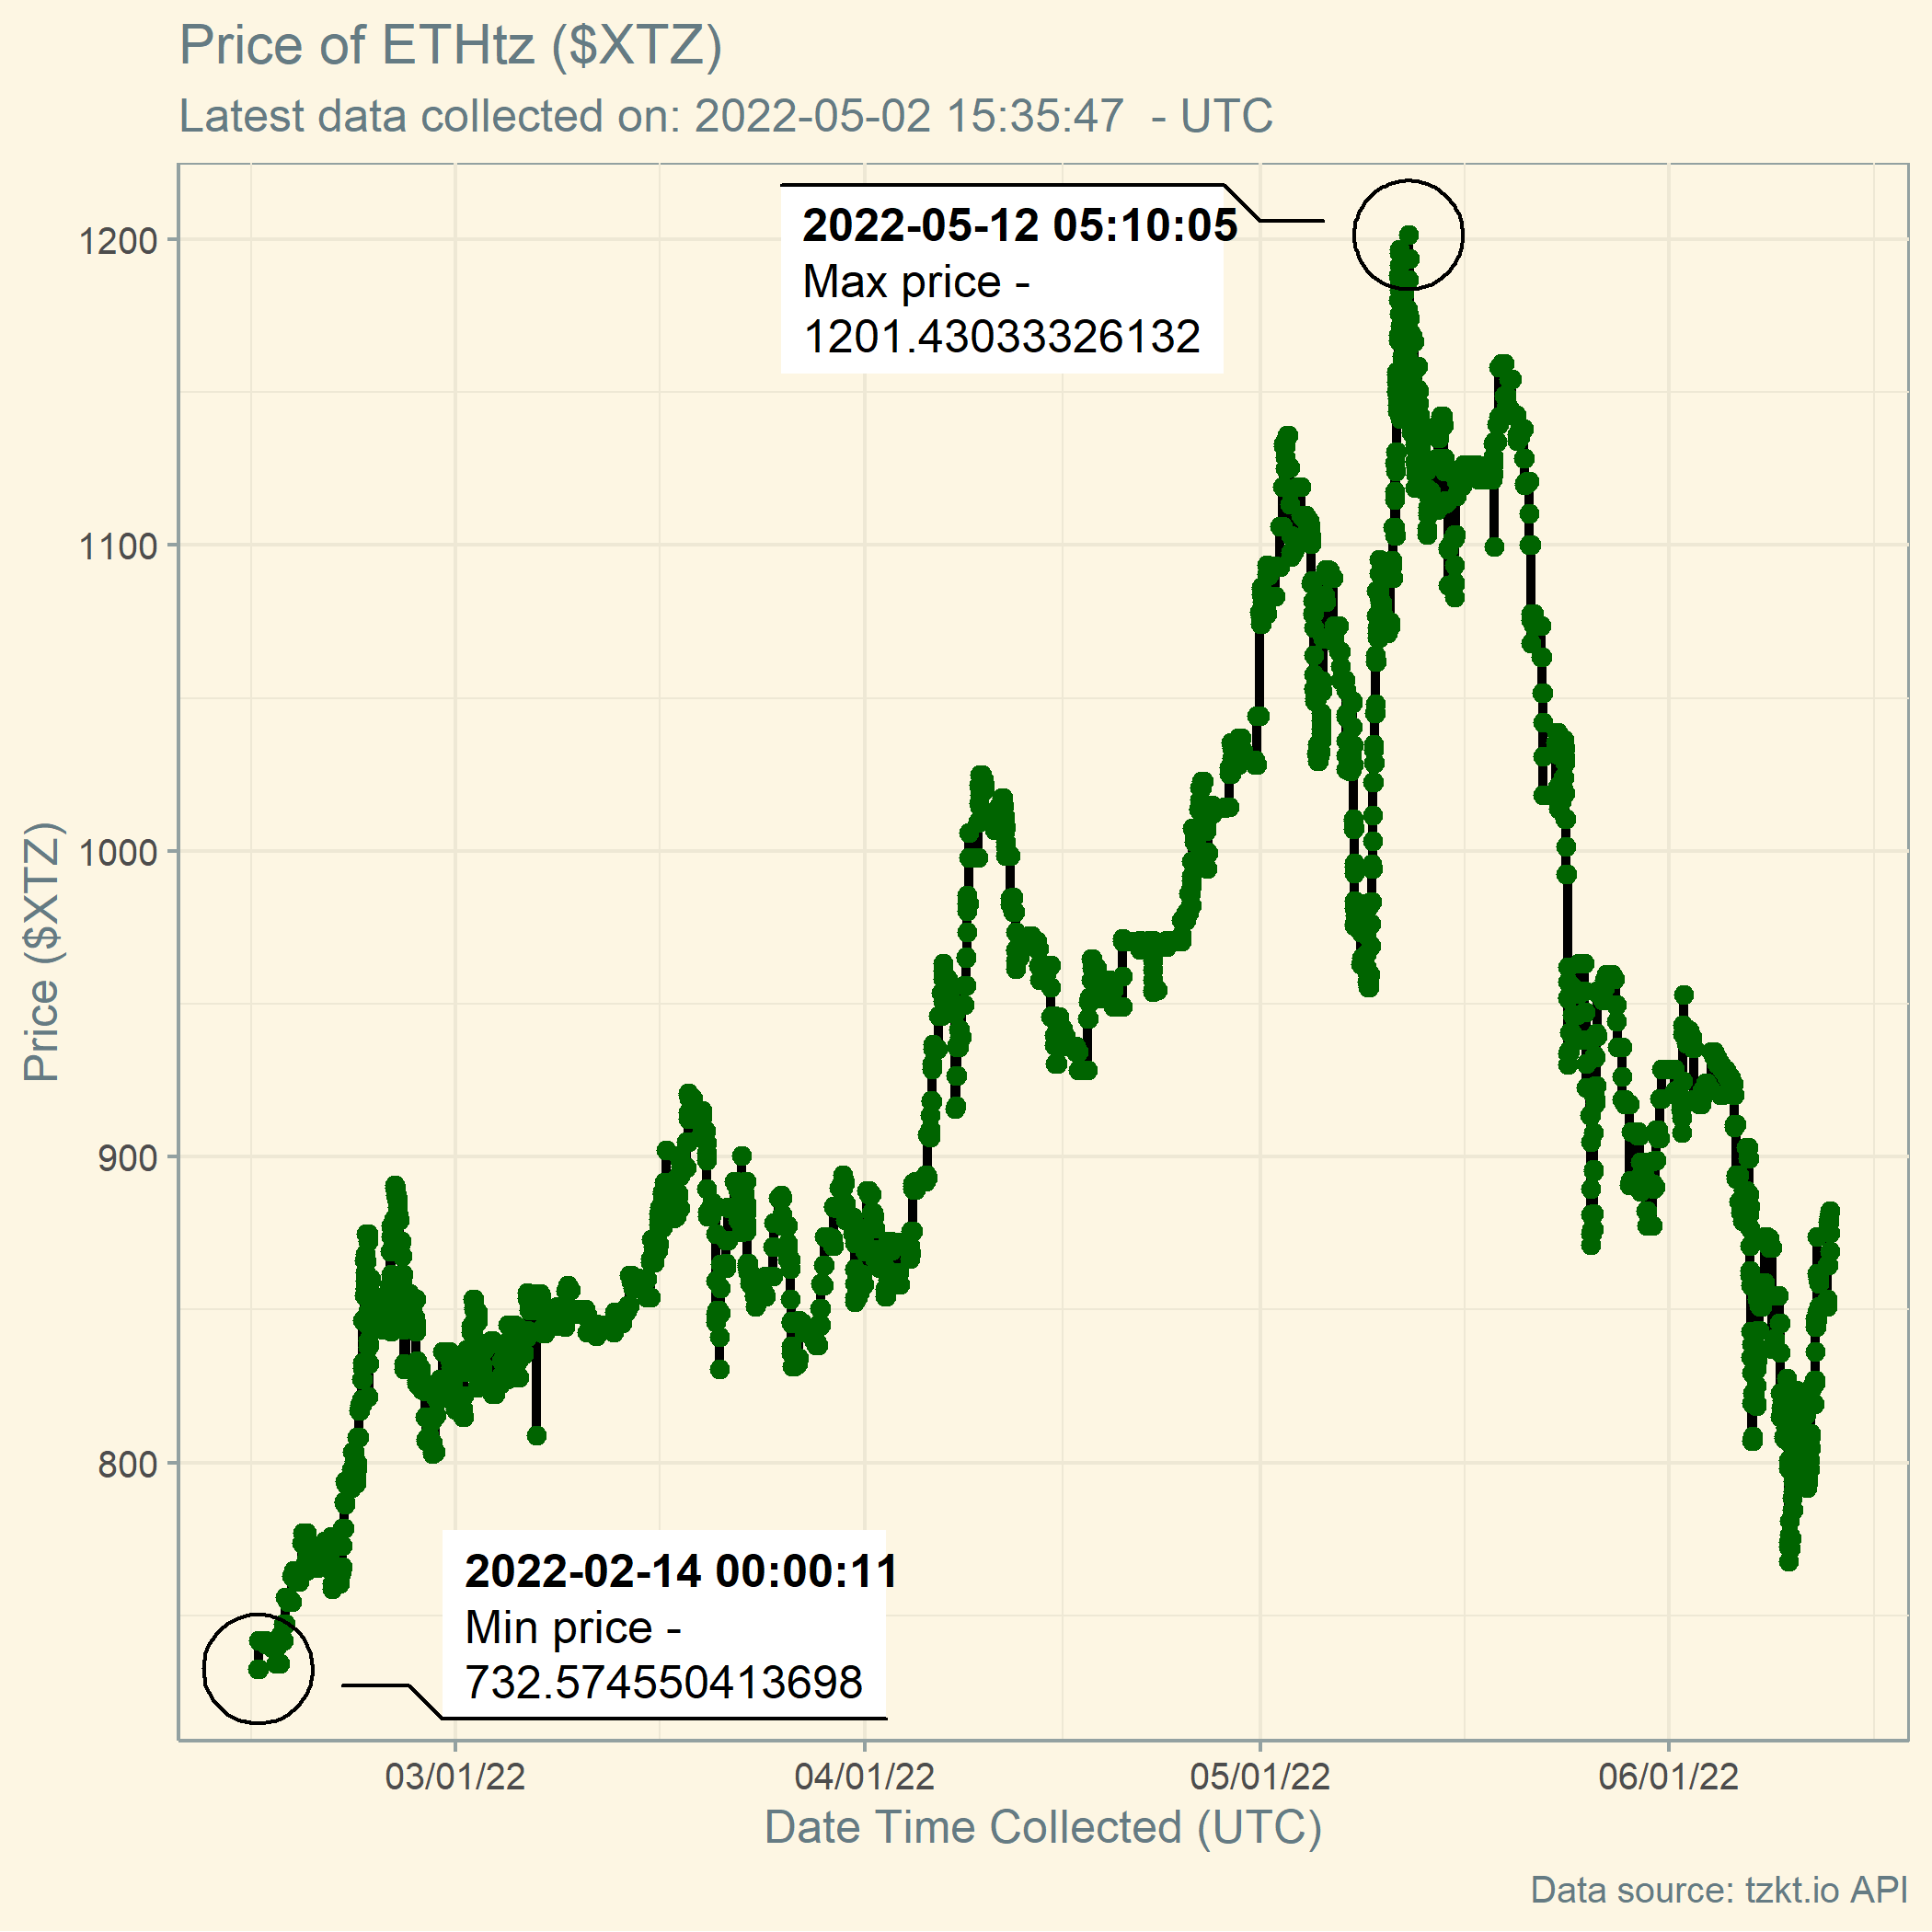 Price of ETHtz ($XTZ)
Latest data collected on: 2022-05-02 15:35:47  - UTC
2022-05-12 05:10:05
Max price -
1201.43033326132
1200
1100
1000
900
800
Price ($XTZ)
2022-02-14 00:00:11
Min price -
732.574550413698
03/01/22
04/01/22
05/01/22
06/01/22
Date Time Collected (UTC)
Data source: tzkt.io API